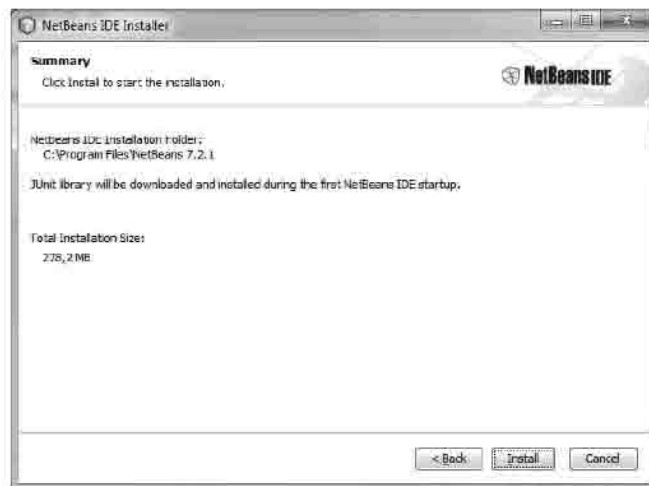 NetBeans IDE Installer
Summary
Click Install to start the installation.
NetBeans IDE
NetBeans IDE Installation Folder:
C:\Program Files\NetBeans 7.2.1
JUnit library will be downloaded and installed during the first NetBeans IDE startup.
Total Installation Size:
278,2 MB
< Back
Install
Cancel